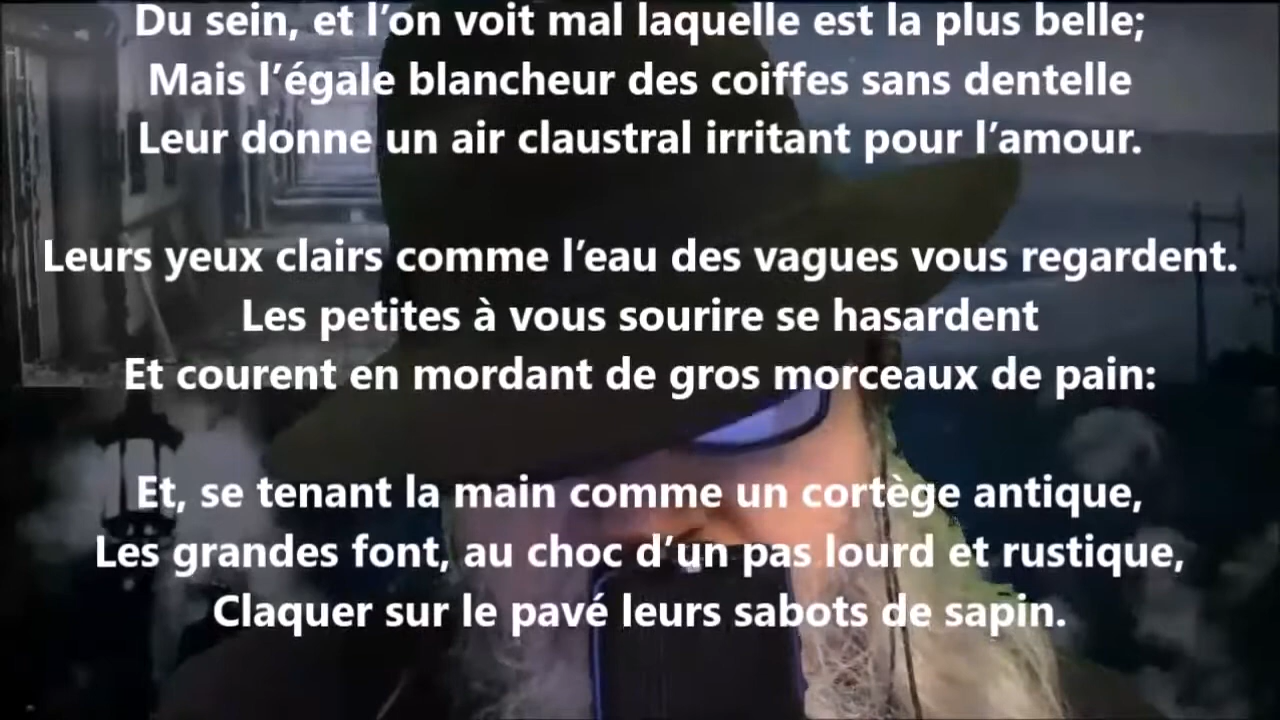 Du sein, et l’on voit mal laquelle est la plus belle;
Mais l’égale blancheur des coiffes sans dentelle
Leur donne un air claustral irritant pour l’amour.
Leurs yeux clairs comme l’eau des vagues vous regardent.
Les petites à vous sourire se hasardent
Et courent en mordant de gros morceaux de pain:
Et, se tenant la main comme un cortège antique,
Les grandes font, au choc d’un pas lourd et rustique,
Claquer sur le pavé leurs sabots de sapin.